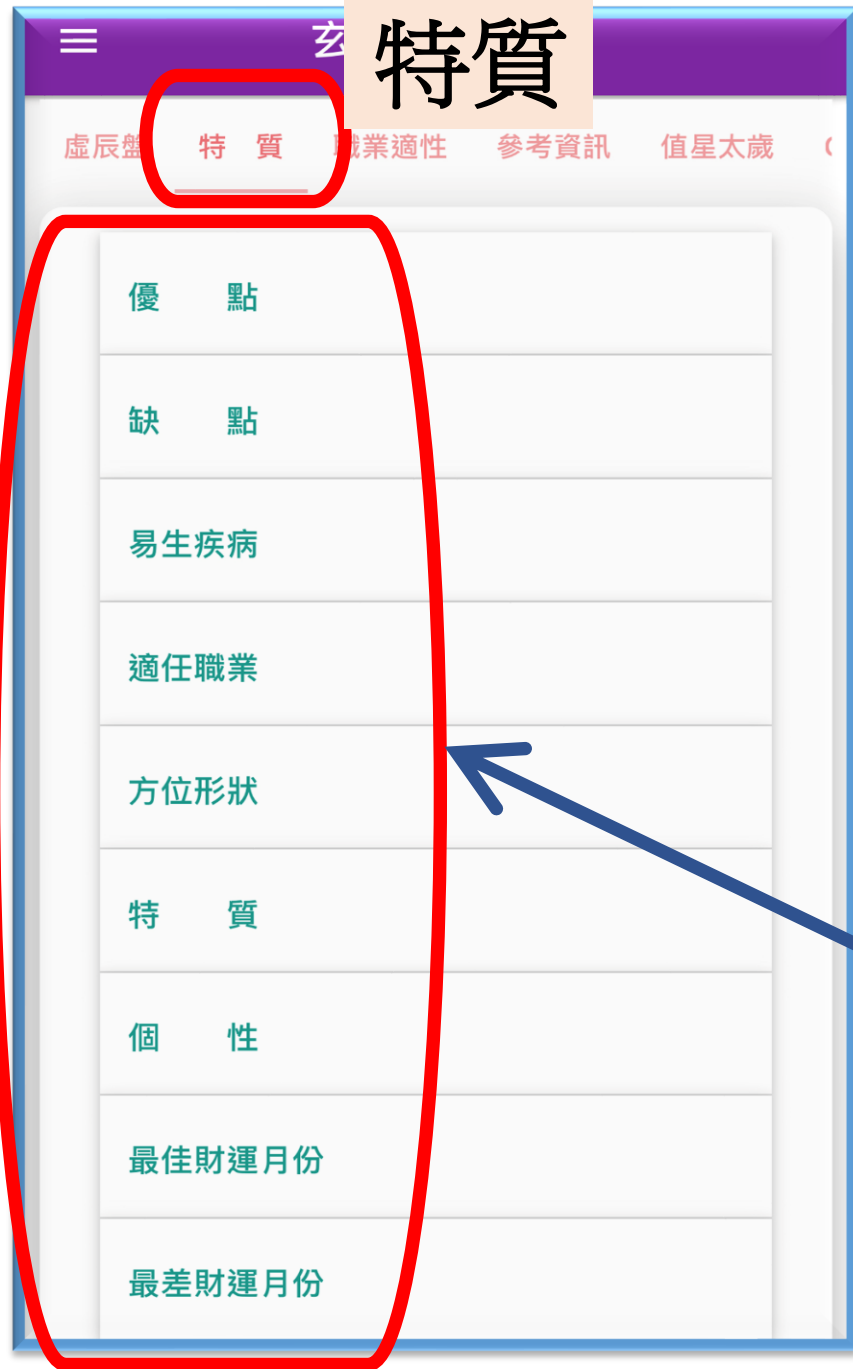 玄
特質
虛辰盤 特 質 職業適性 參考資訊 值星太歲
優 點
缺 點
易生疾病
適任職業
方位形狀
特 質
個 性
最佳財運月份
最差財運月份